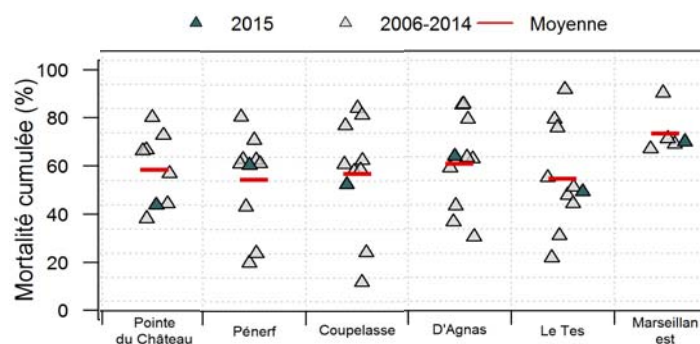 2015 2006-2014 Moyenne
Mortalité cumulée (%)
100
80
60
40
20
0
Pointe du Château
Pénerf
Coupelasse
D'Agnas
Le Tes
Marseillan est